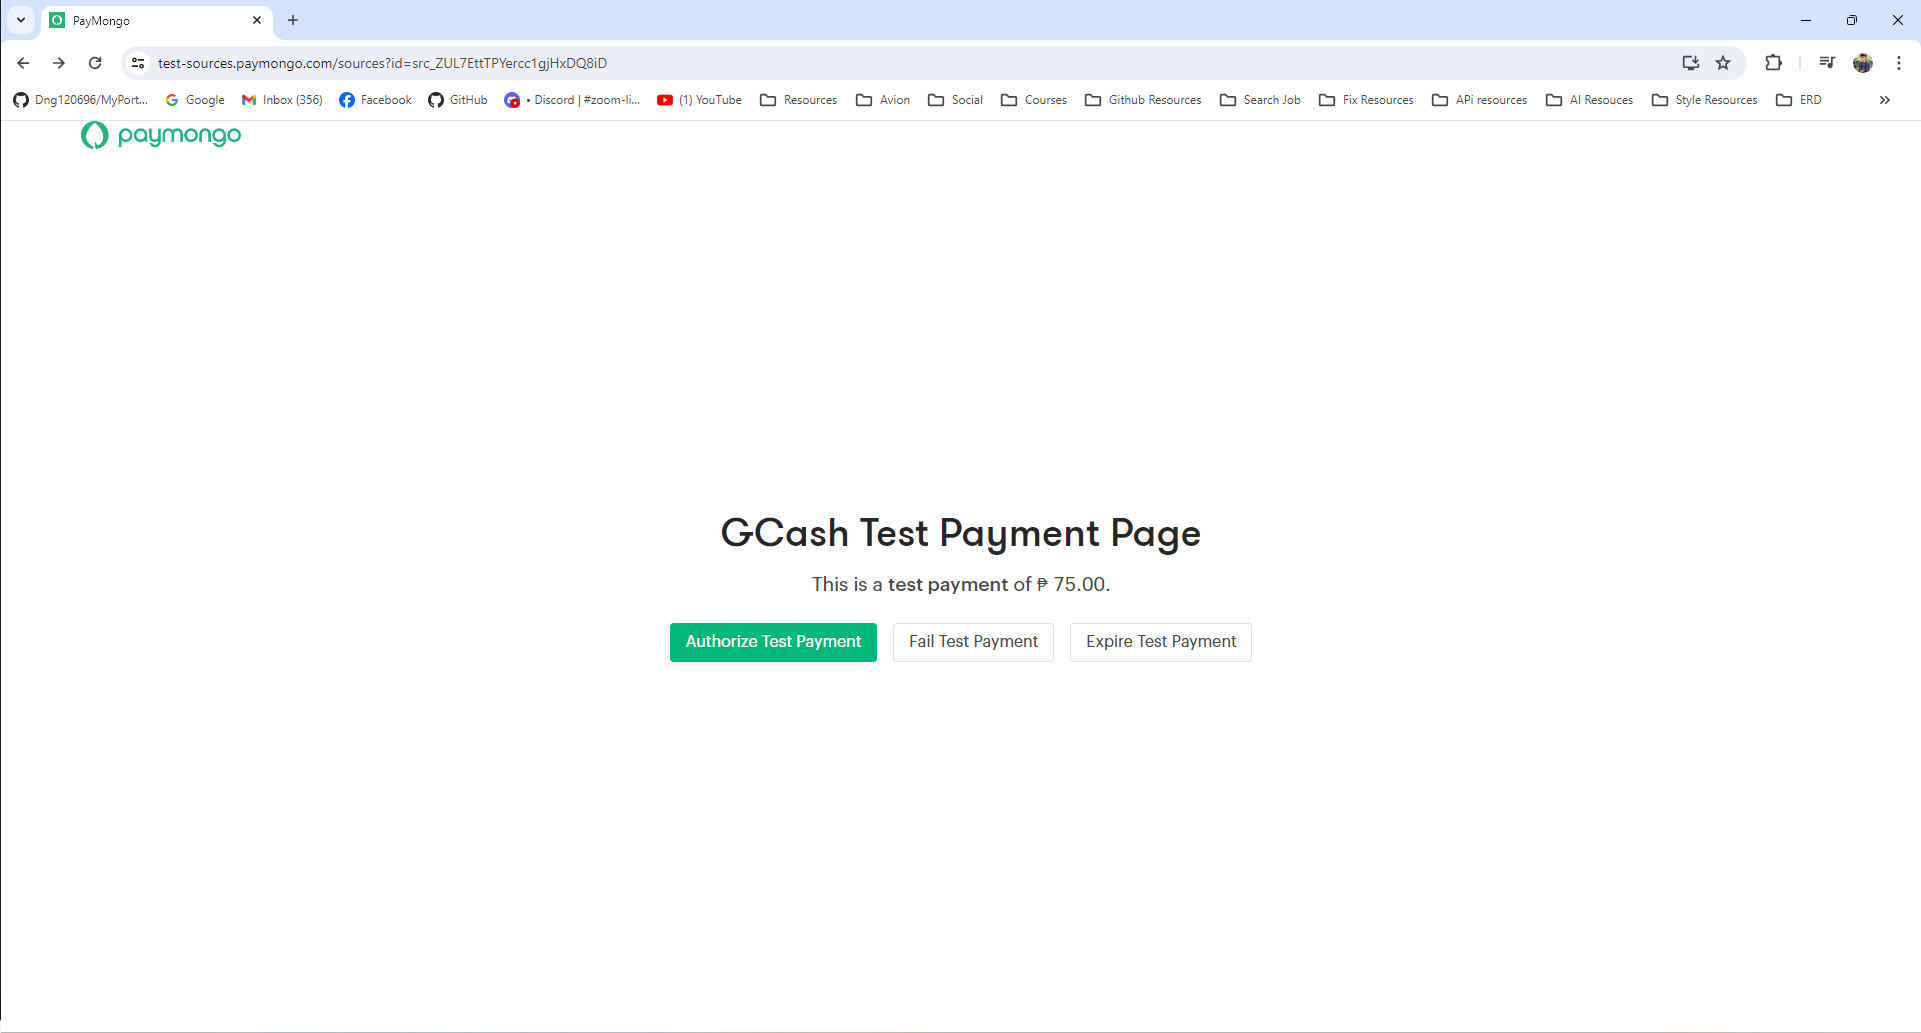 PayMongo
test-sources.paymongo.com/sources?id=src_ZUL7EttTPYercc1gjHxDQ8iD
Dng120696/MyPort... Google Inbox (356) Facebook GitHub • Discord | #zoom-li... (1) YouTube Resources Avion Social Courses Github Resources Search Job Fix Resources APi resources AI Resouces Style Resources ERD
paymongo
GCash Test Payment Page
This is a test payment of ₱ 75.00.
Authorize Test Payment Fail Test Payment Expire Test Payment